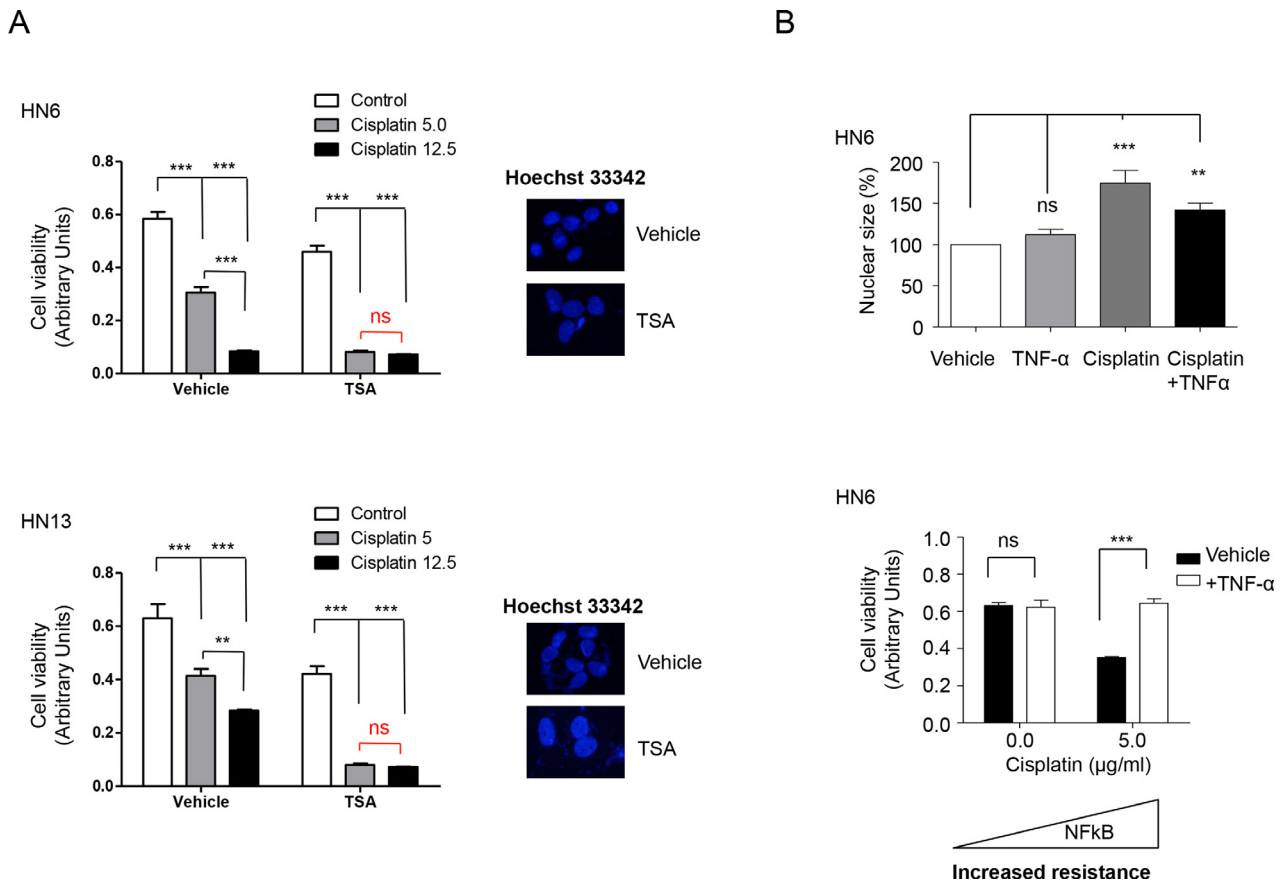 A
HN6
Control
Cisplatin 5.0
Cisplatin 12.5
0.8
0.6
0.4
0.2
0.0
Cell viability
(Arbitrary Units)
*** ***
***
*** ***
ns
Vehicle TSA
Hoechst 33342
Vehicle
TSA
HN13
Control
Cisplatin 5
Cisplatin 12.5
0.8
0.6
0.4
0.2
0.0
Cell viability
(Arbitrary Units)
*** ***
**
*** ***
ns
Vehicle TSA
Hoechst 33342
Vehicle
TSA
B
HN6
200
150
100
50
0
Nuclear size (%)
ns
***
**
Vehicle TNF-α Cisplatin Cisplatin
+TNFα
HN6
1.0
0.8
0.6
0.4
0.2
0.0
Cell viability
(Arbitrary Units)
ns
***
Vehicle
+TNF-α
0.0 5.0
Cisplatin (µg/ml)
NFkB
Increased resistance